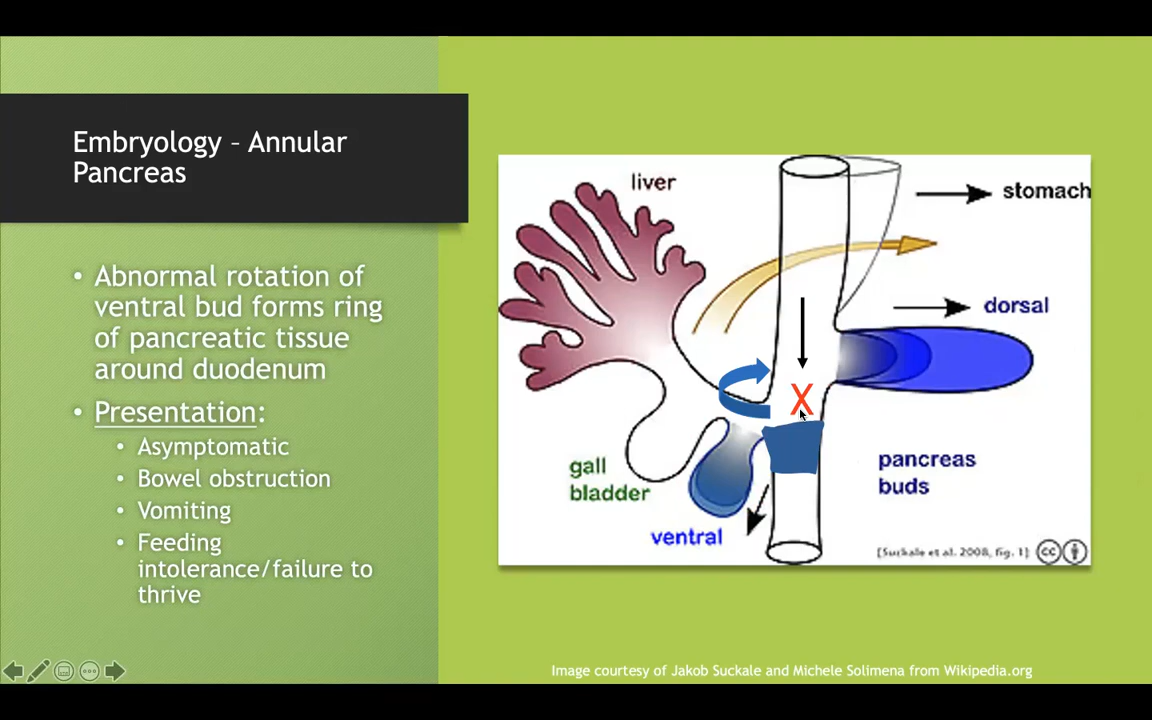 Embryology – Annular
Pancreas
• Abnormal rotation of
ventral bud forms ring
of pancreatic tissue
around duodenum
• Presentation:
• Asymptomatic
• Bowel obstruction
• Vomiting
• Feeding
intolerance/failure to
thrive
liver
stomach
dorsal
X
gall
bladder
pancreas
buds
ventral
[Suckale et al. 2008, fig. 1] cc
Image courtesy of Jakob Suckale and Michele Solimena from Wikipedia.org